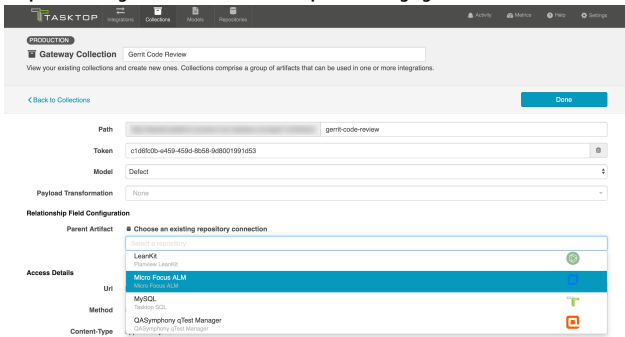 TASKTOP
Integrations
Collections
Models
Repositories
Activity
Metrics
Help
Settings
PRODUCTION
Gateway Collection
Gerrit Code Review
View your existing collections and create new ones. Collections comprise a group of artifacts that can be used in one or more integrations.
Back to Collections
Done
Path
gerrit-code-review
Token
c1d6fc0b-e459-459d-8b58-9d8001991d53
Model
Defect
Payload Transformation
None
Relationship Field Configuration
Parent Artifact
Choose an existing repository connection
Select a repository
LeanKit
Planview LeanKit
Micro Focus ALM
Micro Focus ALM
Access Details
Url
MySQL
Tasktop SQL
Method
QASymphony qTest Manager
QASymphony qTest Manager
Content-Type